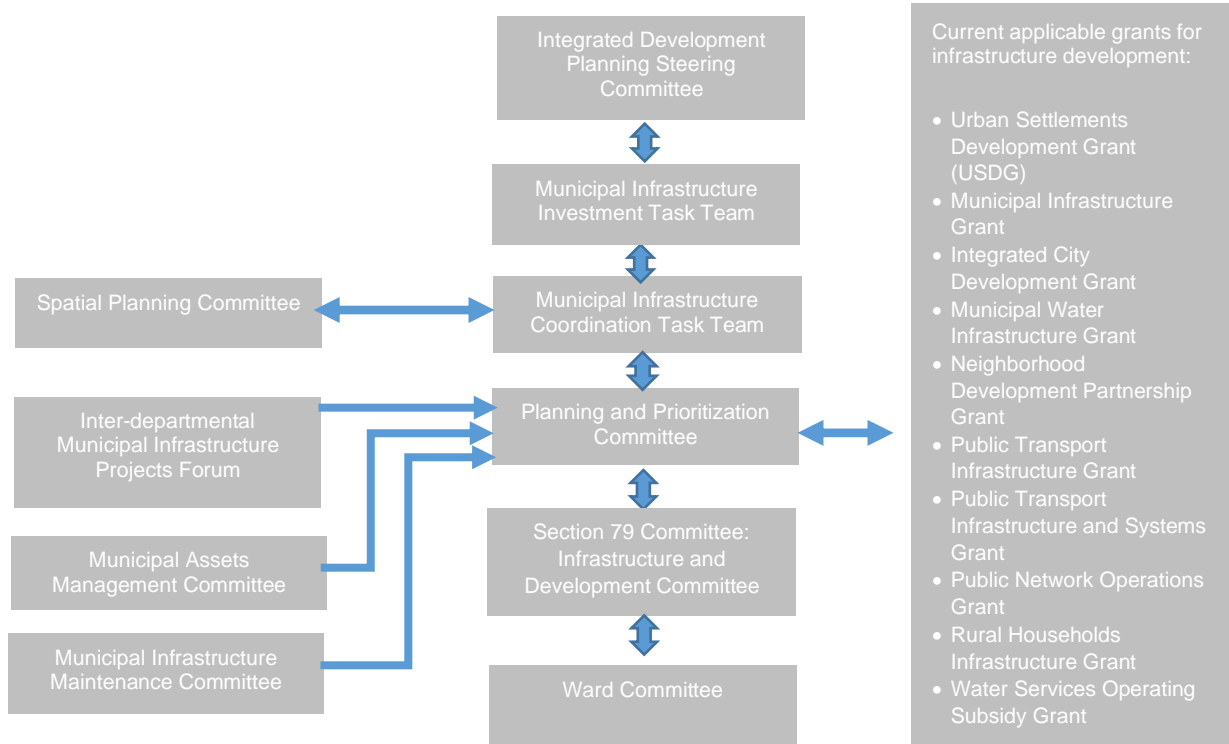 Integrated Development
Planning Steering
Committee
Municipal Infrastructure
Investment Task Team
Spatial Planning Committee
Municipal Infrastructure
Coordination Task Team
Inter-departmental
Municipal Infrastructure
Projects Forum
Planning and Prioritization
Committee
Municipal Assets
Management Committee
Section 79 Committee:
Infrastructure and
Development Committee
Municipal Infrastructure
Maintenance Committee
Ward Committee
Current applicable grants for
infrastructure development:
• Urban Settlements
Development Grant
(USDG)
• Municipal Infrastructure
Grant
• Integrated City
Development Grant
• Municipal Water
Infrastructure Grant
• Neighborhood
Development Partnership
Grant
• Public Transport
Infrastructure Grant
• Public Transport
Infrastructure and Systems
Grant
• Public Network Operations
Grant
• Rural Households
Infrastructure Grant
• Water Services Operating
Subsidy Grant